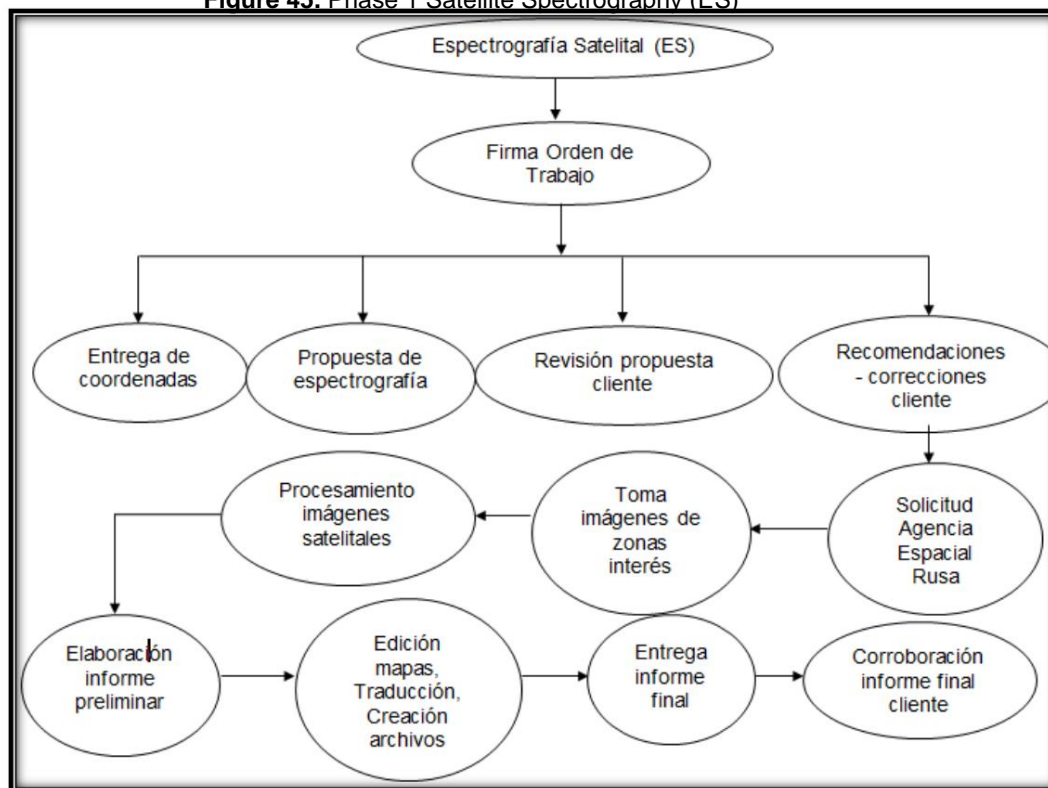 Figure 45. Phase 1 Satellite Spectrography (ES)
Espectrografía Satelital (ES)
Firma Orden de
Trabajo
Entrega de
coordenadas
Propuesta de
espectrografía
Revisión propuesta
cliente
Recomendaciones
- correcciones
cliente
Procesamiento
imágenes
satelitales
Toma
imágenes de
zonas
interés
Solicitud
Agencia
Espacial
Rusa
Elaboración
informe
preliminar
Edición
mapas,
Traducción,
Creación
archivos
Entrega
informe
final
Corroboración
informe final
cliente